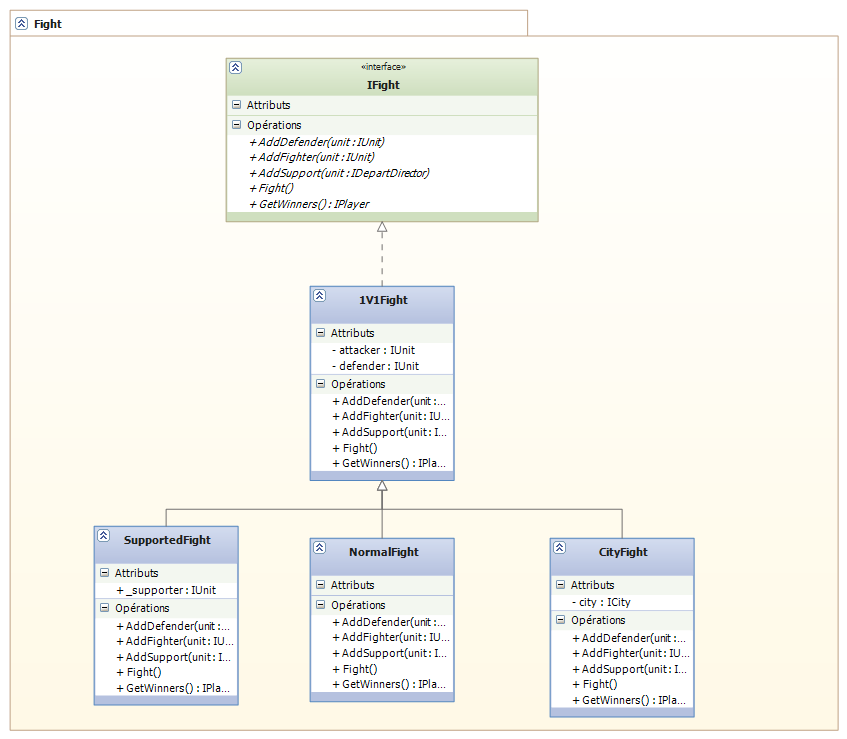 Fight
«interface»
IFight
Attributs
Opérations
+ AddDefender(unit : IUnit)
+ AddFighter(unit : IUnit)
+ AddSupport(unit : IDepartDirector)
+ Fight()
+ GetWinners() : IPlayer
1V1Fight
Attributs
- attacker : IUnit
- defender : IUnit
Opérations
+ AddDefender(unit :...
+ AddFighter(unit : IU...
+ AddSupport(unit : I...
+ Fight()
+ GetWinners() : IPla...
SupportedFight
Attributs
+ _supporter : IUnit
Opérations
+ AddDefender(unit :...
+ AddFighter(unit : IU...
+ AddSupport(unit : I...
+ Fight()
+ GetWinners() : IPla...
NormalFight
Attributs
Opérations
+ AddDefender(unit :...
+ AddFighter(unit : IU...
+ AddSupport(unit : I...
+ Fight()
+ GetWinners() : IPla...
CityFight
Attributs
- city : ICity
Opérations
+ AddDefender(unit :...
+ AddFighter(unit : IU...
+ AddSupport(unit : I...
+ Fight()
+ GetWinners() : IPla...